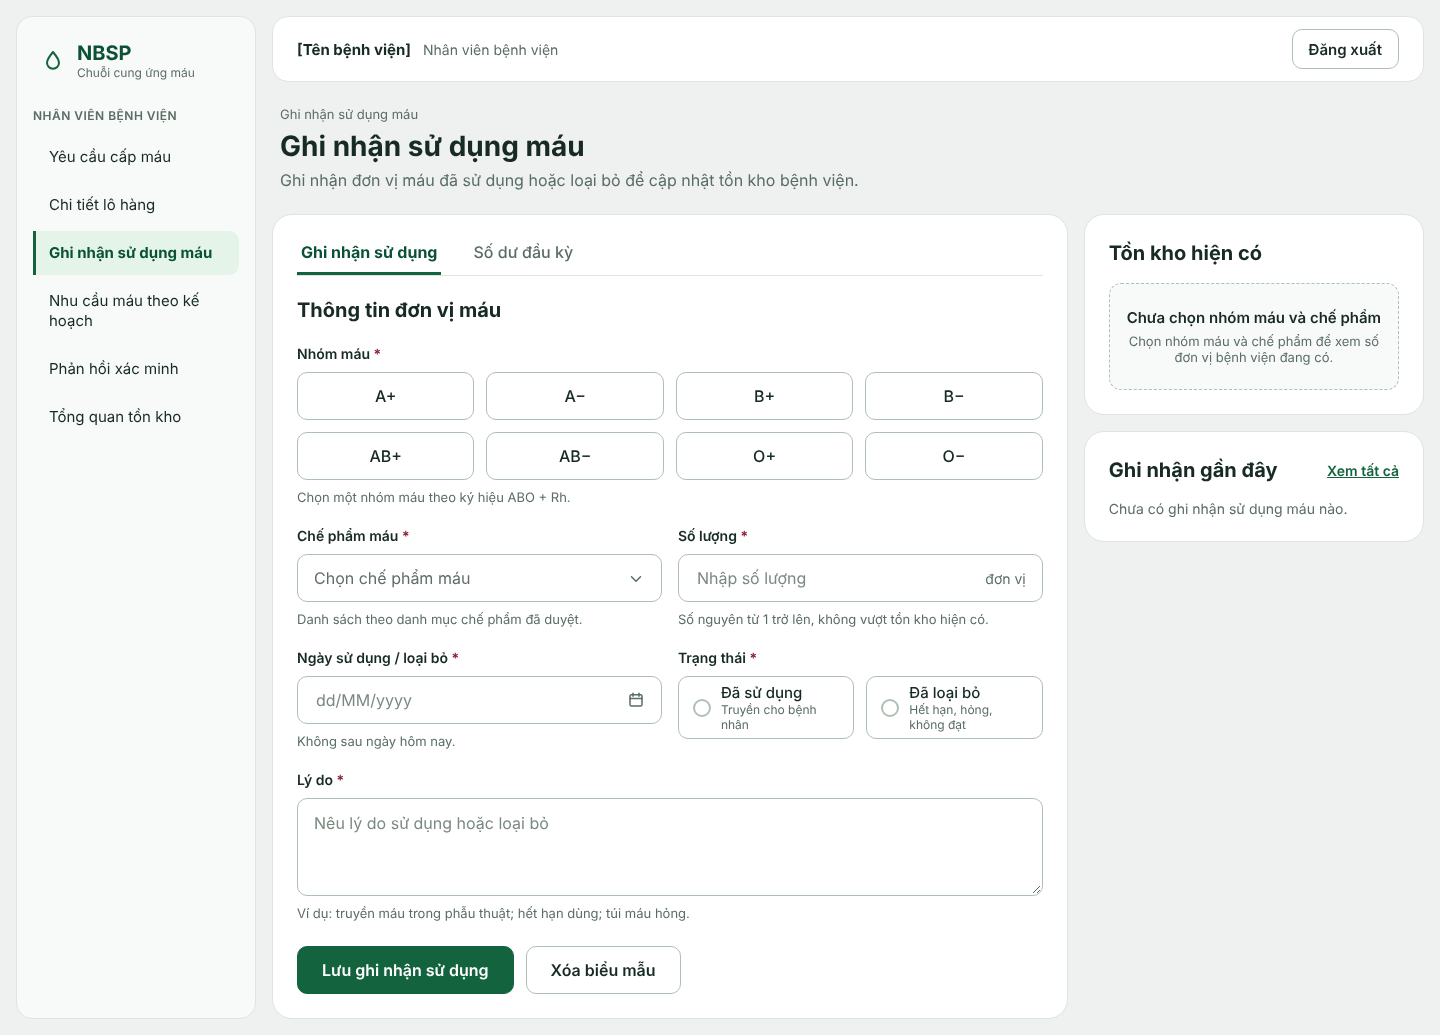 NBSP
Chuỗi cung ứng máu
NHÂN VIÊN BỆNH VIỆN
Yêu cầu cấp máu
Chi tiết lô hàng
Ghi nhận sử dụng máu
Nhu cầu máu theo kế
hoạch
Phản hồi xác minh
Tổng quan tồn kho
[Tên bệnh viện] Nhân viên bệnh viện
Đăng xuất
Ghi nhận sử dụng máu
Ghi nhận sử dụng máu
Ghi nhận đơn vị máu đã sử dụng hoặc loại bỏ để cập nhật tồn kho bệnh viện.
Ghi nhận sử dụng
Số dư đầu kỳ
Thông tin đơn vị máu
Nhóm máu *
A+
A−
B+
B−
AB+
AB−
O+
O−
Chọn một nhóm máu theo ký hiệu ABO + Rh.
Chế phẩm máu *
Chọn chế phẩm máu
Danh sách theo danh mục chế phẩm đã duyệt.
Số lượng *
Nhập số lượng
đơn vị
Số nguyên từ 1 trở lên, không vượt tồn kho hiện có.
Ngày sử dụng / loại bỏ *
dd/MM/yyyy
Không sau ngày hôm nay.
Trạng thái *
Đã sử dụng
Truyền cho bệnh
nhân
Đã loại bỏ
Hết hạn, hỏng,
không đạt
Lý do *
Nêu lý do sử dụng hoặc loại bỏ
Ví dụ: truyền máu trong phẫu thuật; hết hạn dùng; túi máu hỏng.
Lưu ghi nhận sử dụng
Xóa biểu mẫu
Tồn kho hiện có
Chưa chọn nhóm máu và chế phẩm
Chọn nhóm máu và chế phẩm để xem số
đơn vị bệnh viện đang có.
Ghi nhận gần đây
Xem tất cả
Chưa có ghi nhận sử dụng máu nào.